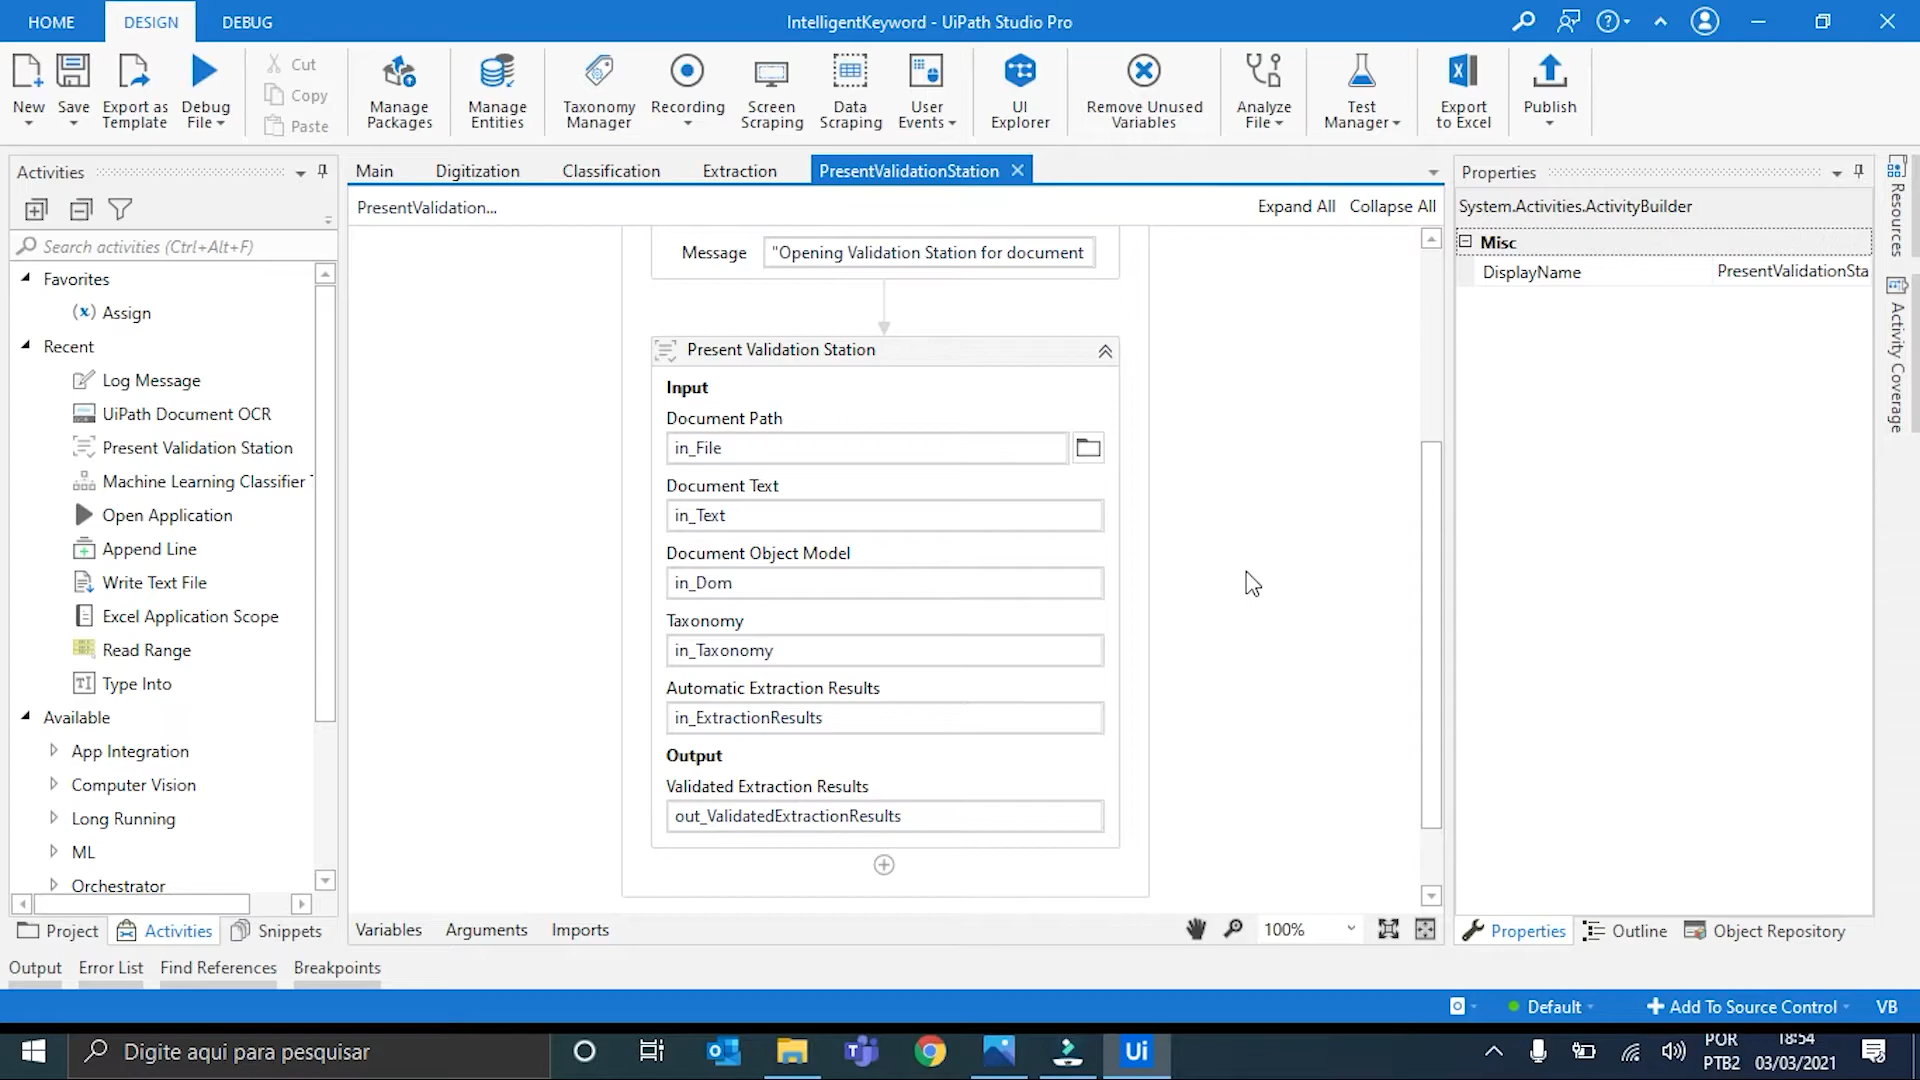 HOME DESIGN DEBUG IntelligentKeyword - UiPath Studio Pro
New Save Export as Template Debug File Cut Copy Paste Manage Packages Manage Entities Taxonomy Manager Recording Screen Scraping Data Scraping User Events UI Explorer Remove Unused Variables Analyze File Test Manager Export to Excel Publish
Activities
Search activities (Ctrl+Alt+F)
Favorites
(x) Assign
Recent
Log Message
UiPath Document OCR
Present Validation Station
Machine Learning Classifier
Open Application
Append Line
Write Text File
Excel Application Scope
Read Range
Type Into
Available
App Integration
Computer Vision
Long Running
ML
Orchestrator
Project Activities Snippets
Main Digitization Classification Extraction PresentValidationStation
PresentValidation... Expand All Collapse All
Message "Opening Validation Station for document
Present Validation Station
Input
Document Path
in_File
Document Text
in_Text
Document Object Model
in_Dom
Taxonomy
in_Taxonomy
Automatic Extraction Results
in_ExtractionResults
Output
Validated Extraction Results
out_ValidatedExtractionResults
Variables Arguments Imports 100%
Properties
System.Activities.ActivityBuilder
Misc
DisplayName PresentValidationSta
Properties Outline Object Repository
Resources
Activity Coverage
Output Error List Find References Breakpoints
Default Add To Source Control VB
Digite aqui para pesquisar Ui
POR 18:54
PTB2 03/03/2021